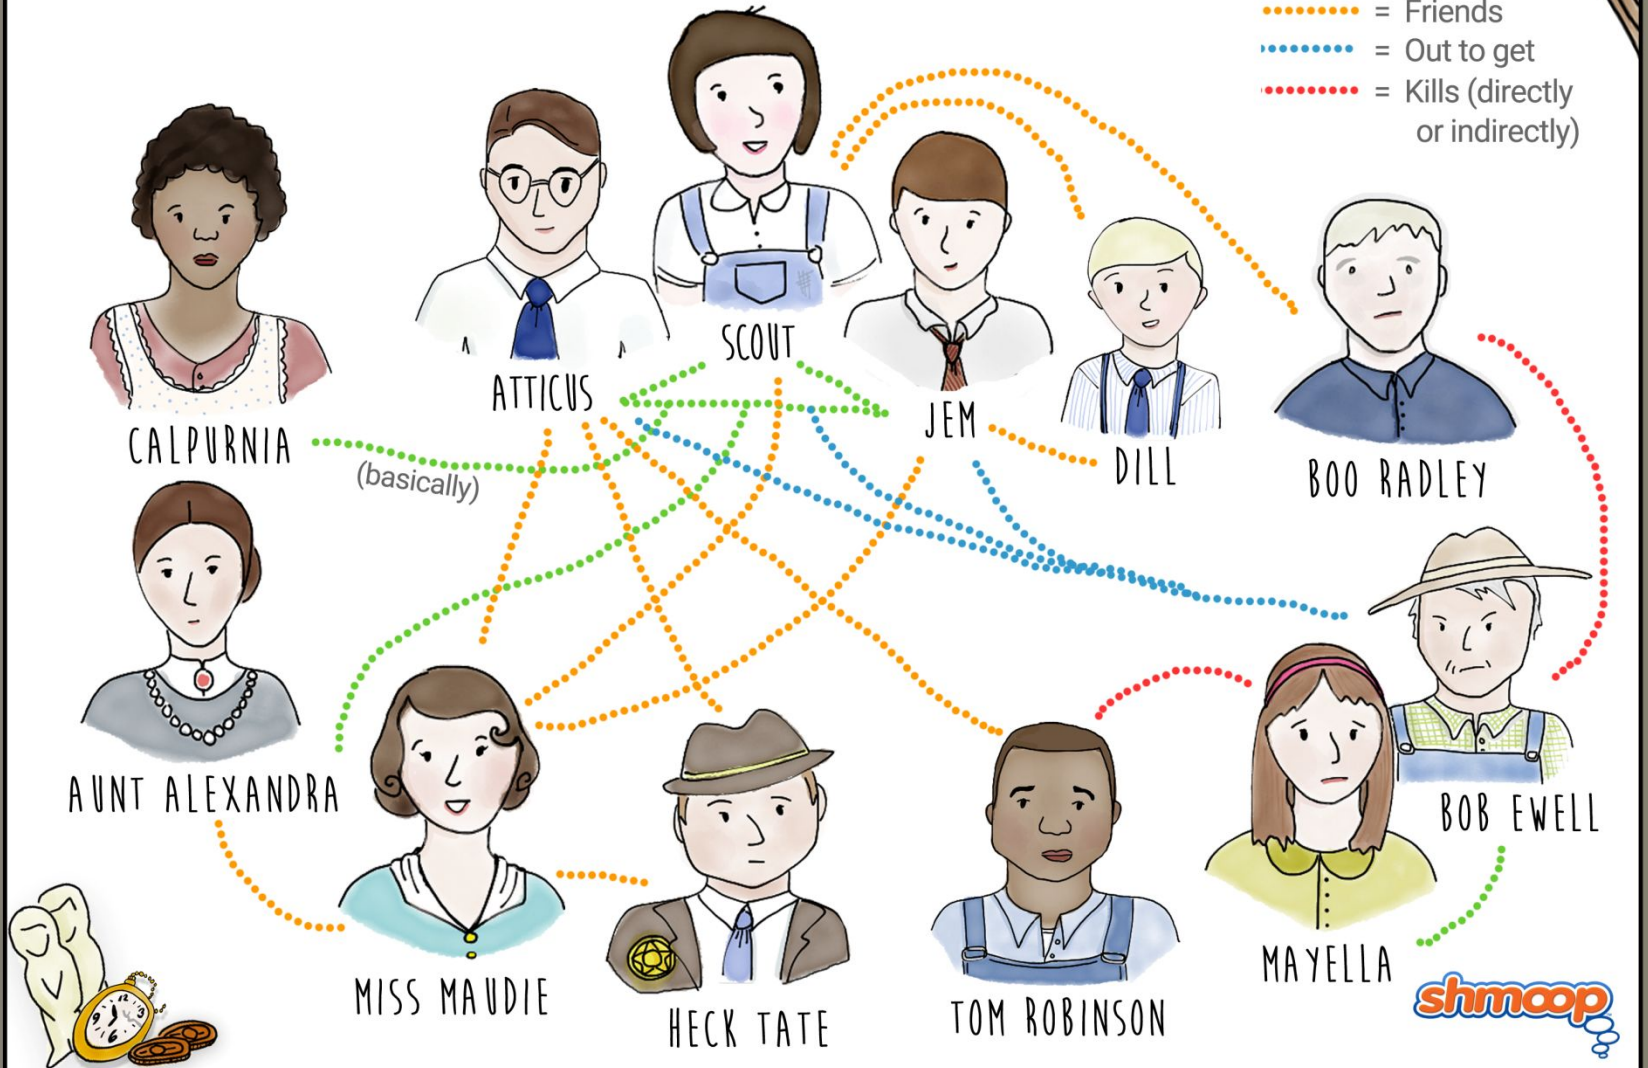 = Friends
= Out to get
= Kills (directly
or indirectly)
SCOUT
ATTICUS
JEM
CALPURNIA
(basically)
DILL
BOO RADLEY
AUNT ALEXANDRA
BOB EWELL
MAYELLA
MISS MAUDIE
HECK TATE
TOM ROBINSON
shmoop